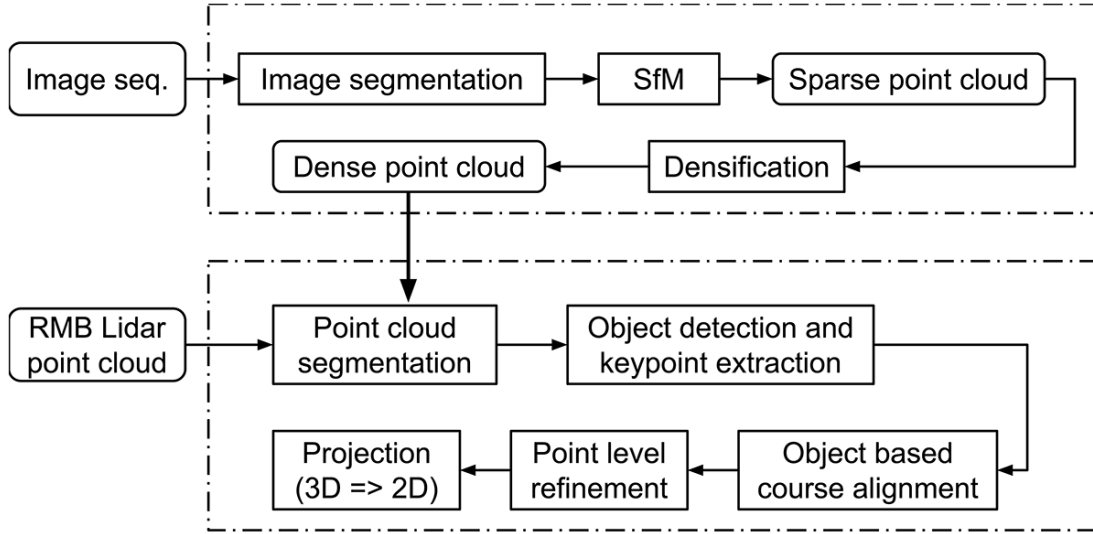 Image seq.
Image segmentation
SfM
Sparse point cloud
Densification
Dense point cloud
RMB Lidar
point cloud
Point cloud
segmentation
Object detection and
keypoint extraction
Object based
course alignment
Point level
refinement
Projection
(3D => 2D)